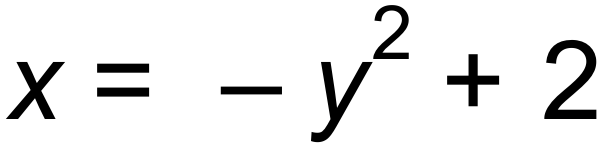 x = – y² + 2